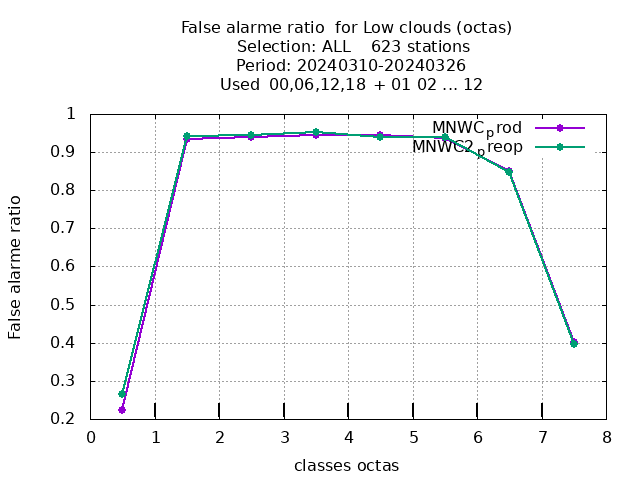 False alarme ratio  for Low clouds (octas)
Selection: ALL    623 stations
Period: 20240310-20240326
Used  00,06,12,18  + 01 02 ... 12
1
0.9
0.8
0.7
0.6
0.5
0.4
0.3
0.2
False alarme ratio
MNWC_prod
MNWC2_preop
0 1 2 3 4 5 6 7 8
classes octas